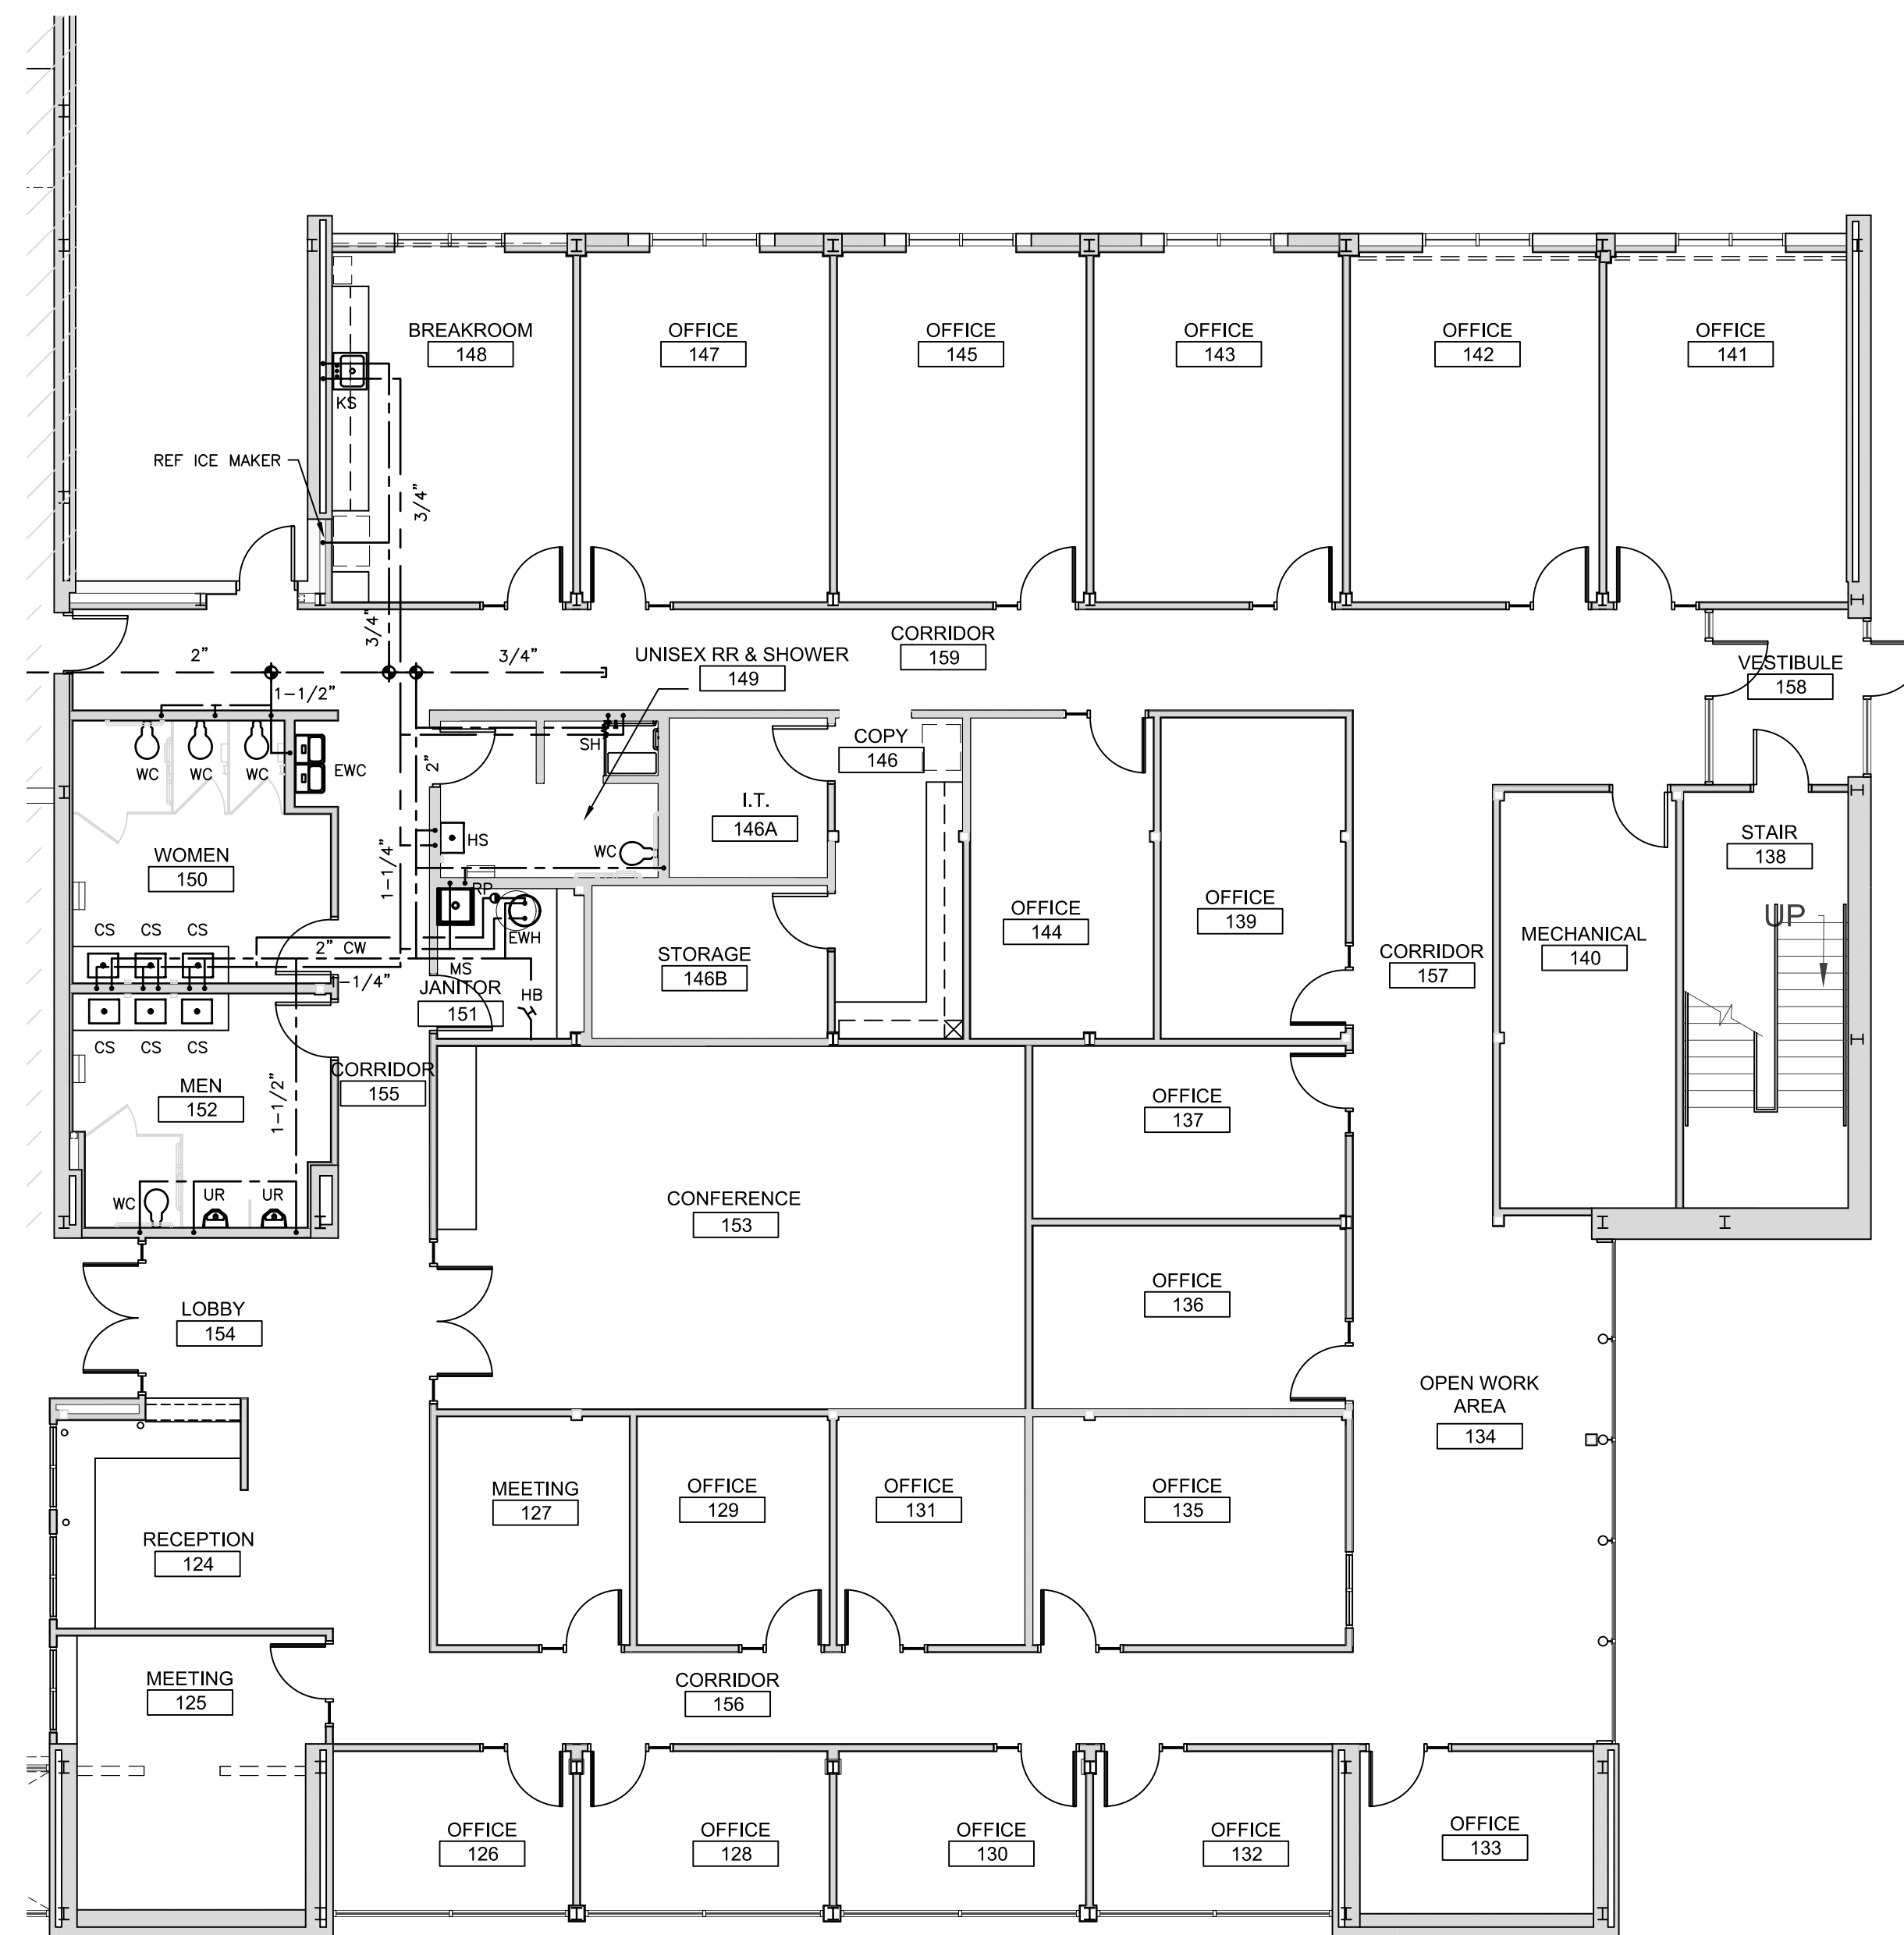 BREAKROOM
148
OFFICE
147
OFFICE
145
OFFICE
143
OFFICE
142
OFFICE
141
KS
REF ICE MAKER
3/4"
3/4"
2"
3/4"
1-1/2"
UNISEX RR & SHOWER
149
CORRIDOR
159
VESTIBULE
158
WC
WC
WC
EWC
2"
SH
COPY
146
I.T.
146A
HS
WC
WOMEN
150
1-1/4"
RP
EWH
CS
CS
CS
2" CW
MS
1-1/4"
JANITOR
151
HB
STORAGE
146B
OFFICE
144
OFFICE
139
CORRIDOR
157
MECHANICAL
140
STAIR
138
UP
CS
CS
CS
MEN
152
1-1/2"
CORRIDOR
155
WC
UR
UR
CONFERENCE
153
OFFICE
137
OFFICE
136
LOBBY
154
OPEN WORK
AREA
134
RECEPTION
124
MEETING
127
OFFICE
129
OFFICE
131
OFFICE
135
MEETING
125
CORRIDOR
156
OFFICE
126
OFFICE
128
OFFICE
130
OFFICE
132
OFFICE
133